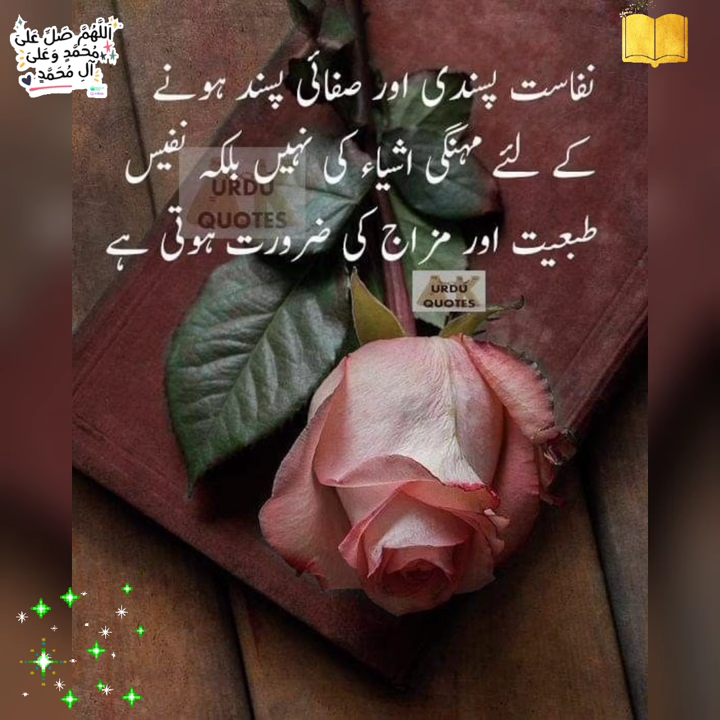 اللَّهُمَّ صَلِّ عَلَىٰ
مُحَمَّدٍ وَعَلَىٰ
آلِ مُحَمَّدٍ
نفاست پسندی اور صفائی پسند ہونے
کے لئے مہنگی اشیاء کی نہیں بلکہ نفیس
طبعیت اور مزاج کی ضرورت ہوتی ہے
URDU
QUOTES
URDU
QUOTES